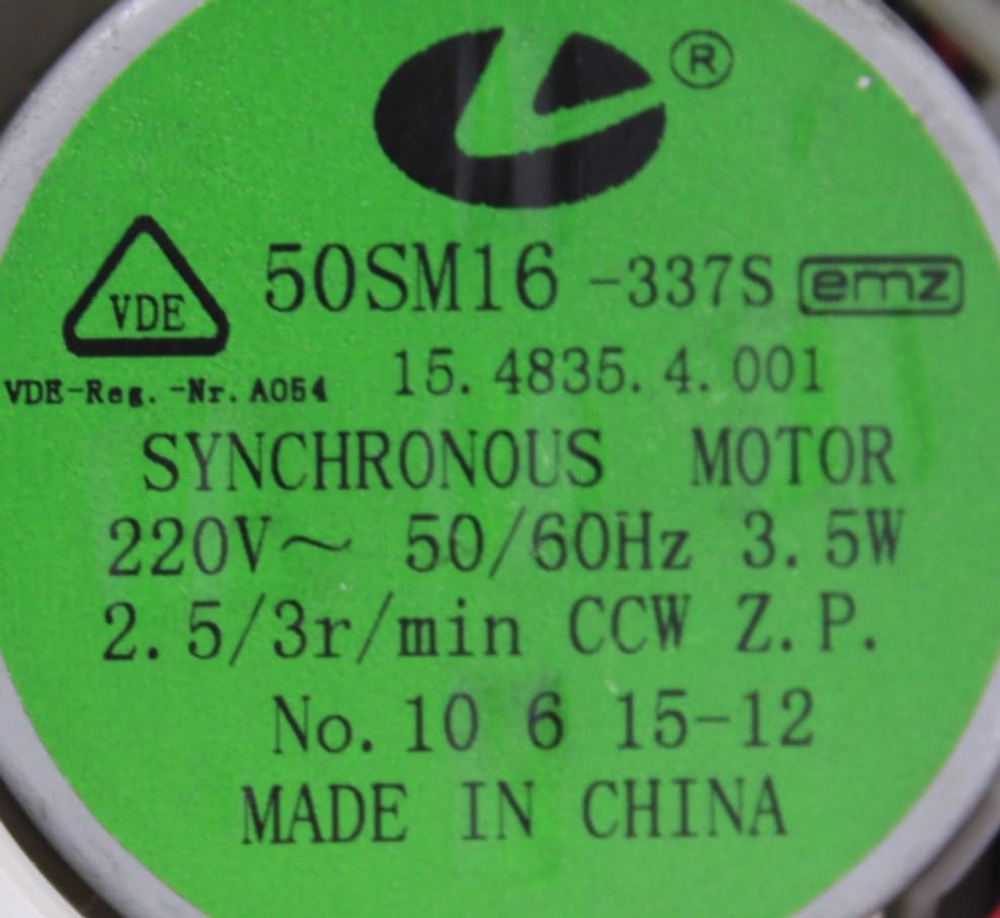 ®
50SM16 -337S emz
VDE
15. 4835. 4. 001
VDE-Reg. -Nr. A054
SYNCHRONOUS MOTOR
220V～ 50/60Hz 3. 5W
2. 5/3r/min CCW Z. P.
No. 10 6 15-12
MADE IN CHINA